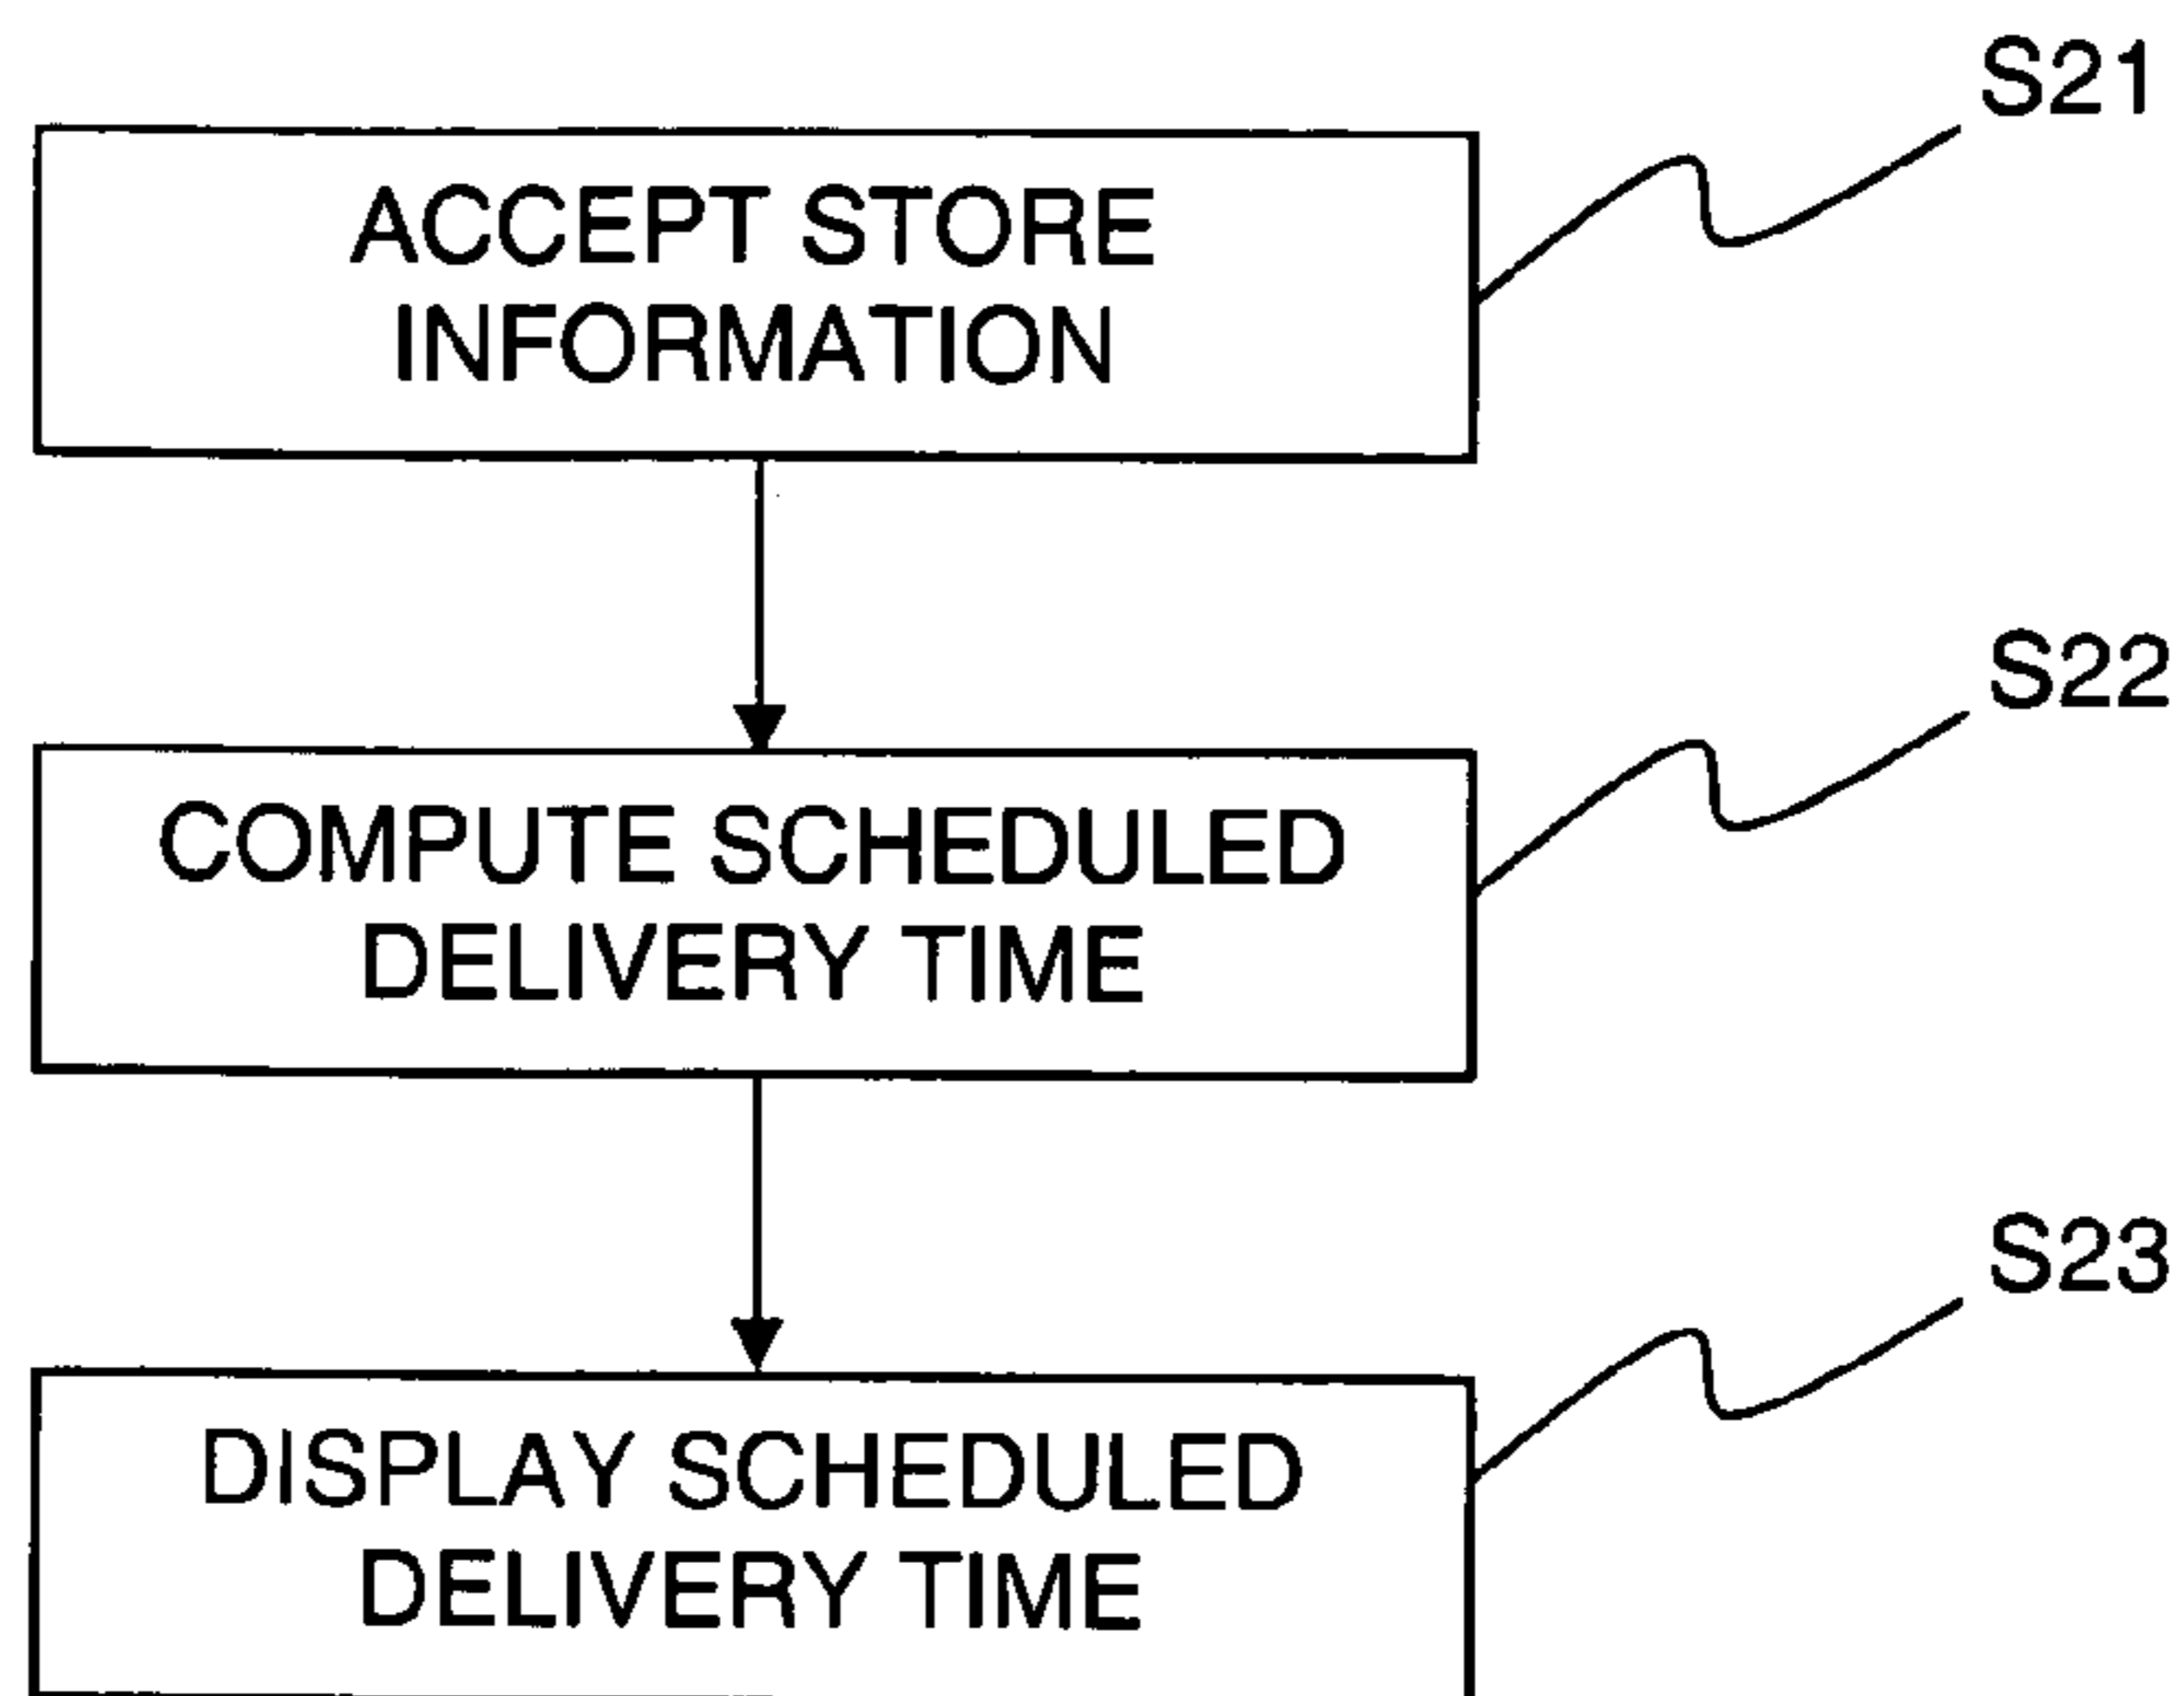 S21
ACCEPT STORE
INFORMATION
S22
COMPUTE SCHEDULED
DELIVERY TIME
S23
DISPLAY SCHEDULED
DELIVERY TIME